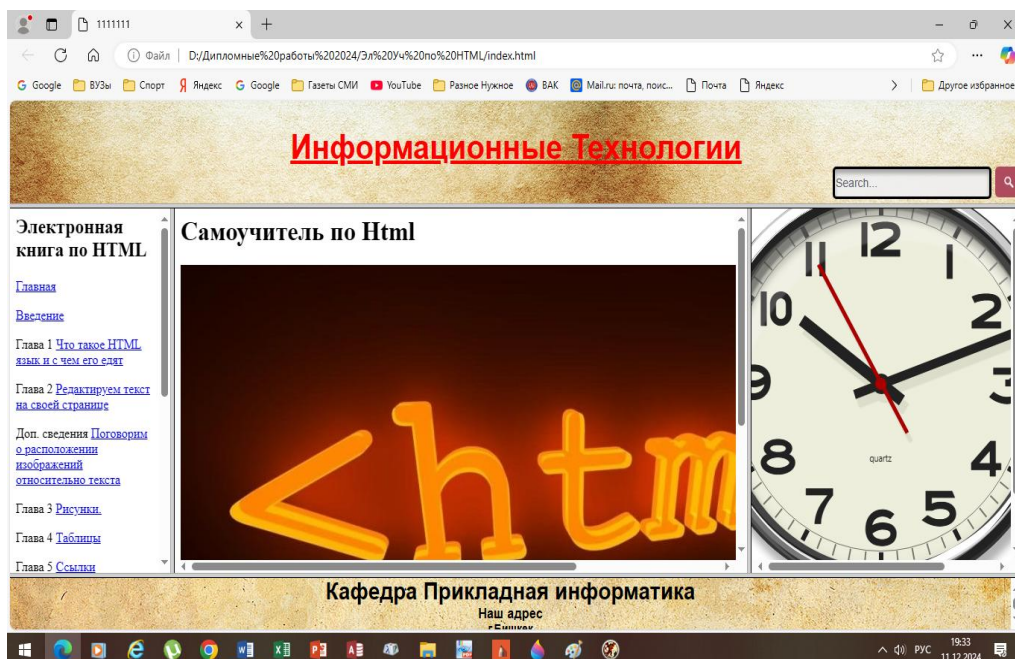 1111111
Файл
D:/Дипломные%20работы%202024/Эл%20Уч%20по%20HTML/index.html
Google ВУЗы Спорт Яндекс Google Газеты СМИ YouTube Разное Нужное ВАК Mail.ru: почта, поис... Почта Яндекс Другое избранное
Информационные Технологии
Search...
Электронная
книга по HTML
Главная
Введение
Глава 1 Что такое HTML
язык и с чем его едят
Глава 2 Редактируем текст
на своей странице
Доп. сведения Поговорим
о расположении
изображений
относительно текста
Глава 3 Рисунки.
Глава 4 Таблицы
Глава 5 Ссылки
Самоучитель по Html
<htm
11 12 1
10 2
9 3
quartz
8 4
7 6 5
Кафедра Прикладная информатика
Наш адрес
19:33
РУС
11.12.2024